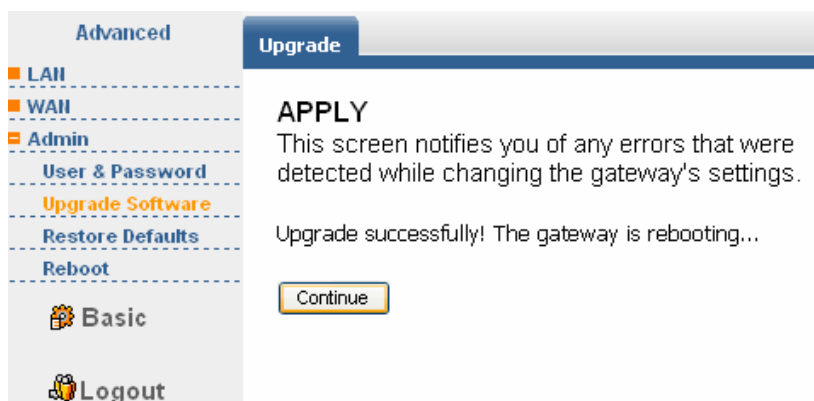 Advanced
LAN
WAN
Admin
User & Password
Upgrade Software
Restore Defaults
Reboot
Basic
Logout
Upgrade
APPLY
This screen notifies you of any errors that were
detected while changing the gateway's settings.
Upgrade successfully! The gateway is rebooting...
Continue